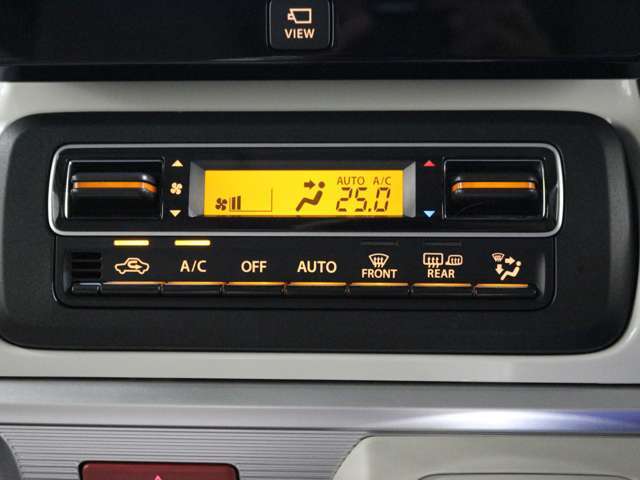 VIEW
AUTO A/C
25.0
A/C OFF AUTO FRONT REAR